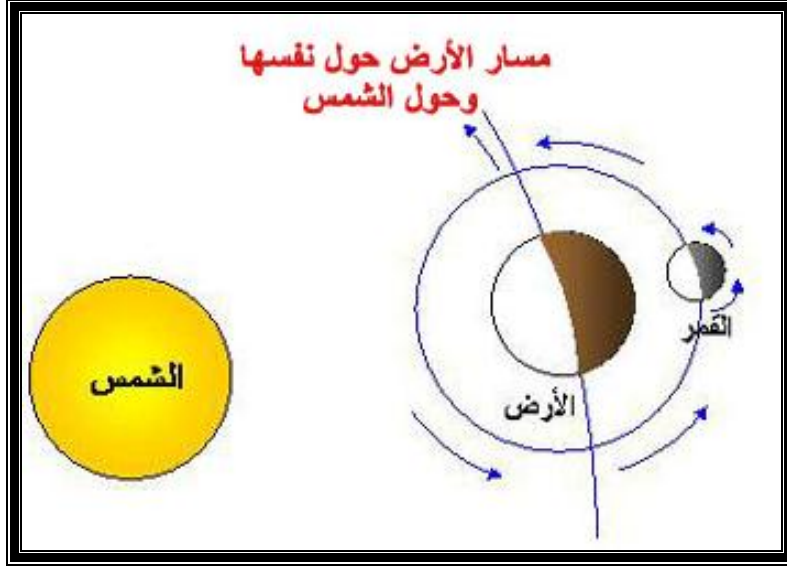 مسار الأرض حول نفسها
وحول الشمس
القمر
الشمس
الأرض